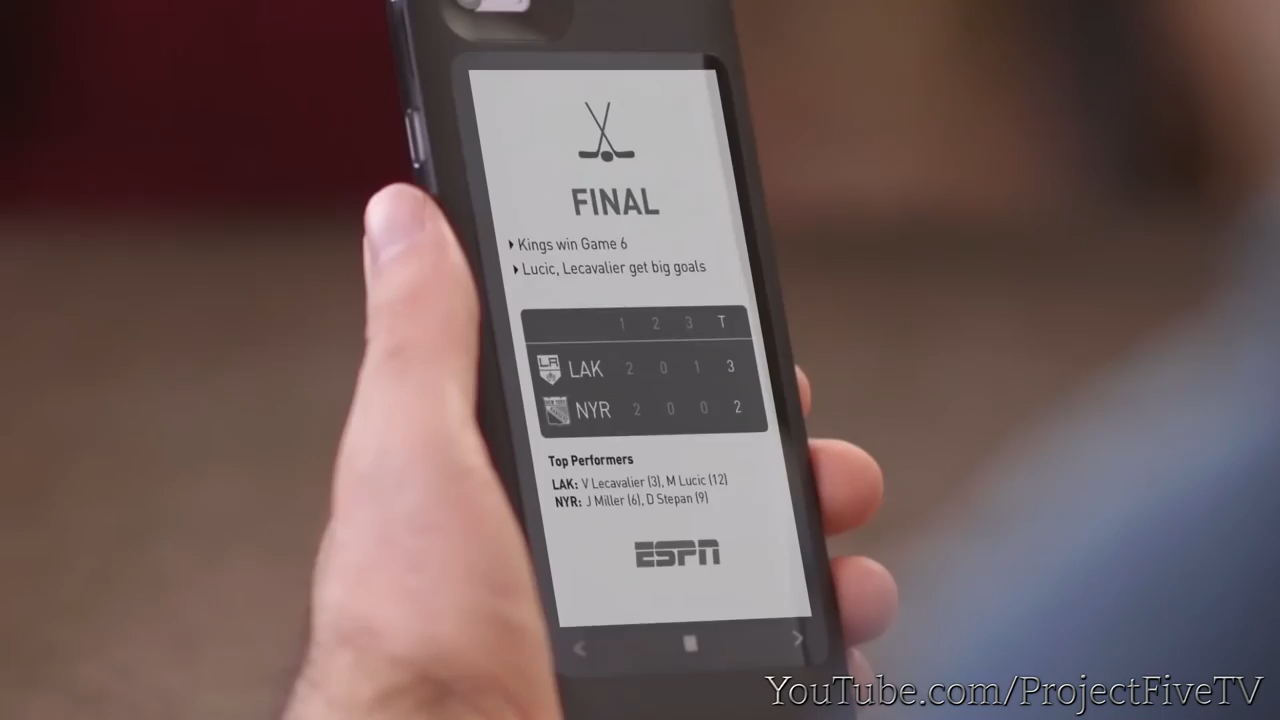 FINAL
Kings win Game 6
Lucic, Lecavalier get big goals
1 2 3 T
LAK 2 0 1 3
NYR 2 0 0 2
Top Performers
LAK: V Lecavalier (3), M Lucic (12)
NYR: J Miller (6), D Stepan (9)
ESPN
YouTube.com/ProjectFiveTV